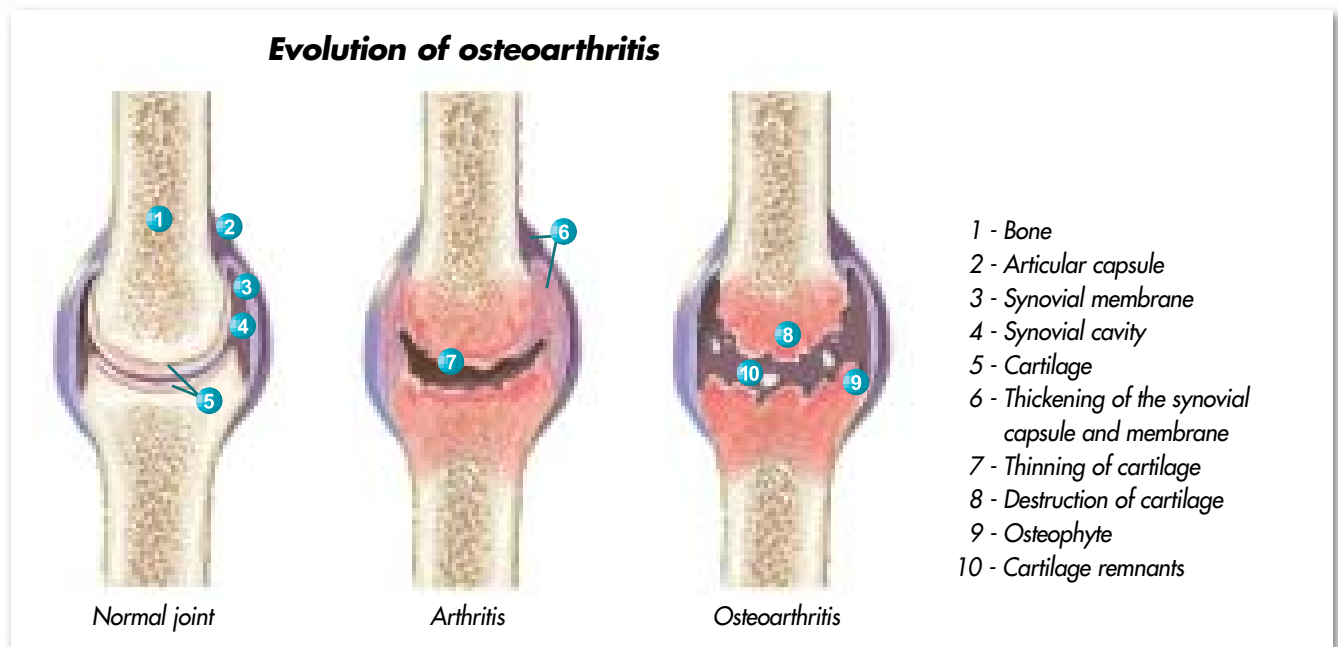 Evolution of osteoarthritis
1
2
3
4
5
6
7
8
9
10
1 - Bone
2 - Articular capsule
3 - Synovial membrane
4 - Synovial cavity
5 - Cartilage
6 - Thickening of the synovial
capsule and membrane
7 - Thinning of cartilage
8 - Destruction of cartilage
9 - Osteophyte
10 - Cartilage remnants
Normal joint
Arthritis
Osteoarthritis